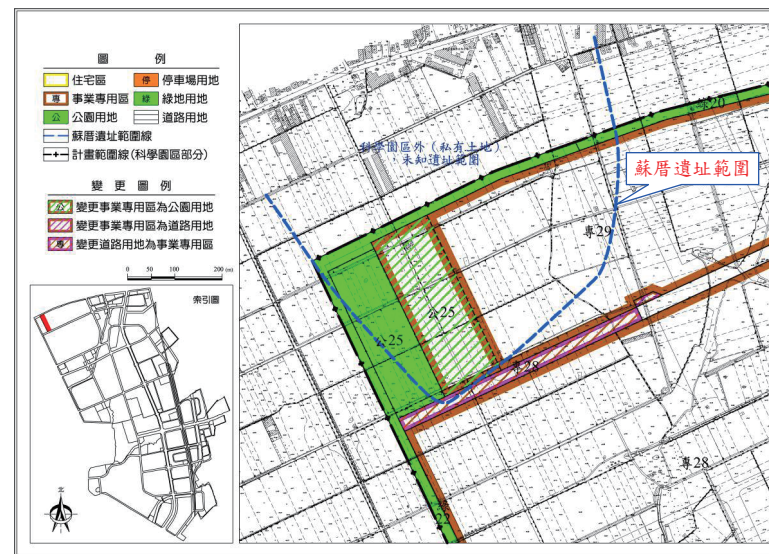 圖 例
住宅區
停 停車場用地
專 事業專用區
綠 綠地用地
公 公園用地
道路用地
蘇厝遺址範圍線
計畫範圍線(科學園區部分)
變 更 圖 例
公 變更事業專用區為公園用地
變更事業專用區為道路用地
專 變更道路用地為事業專用區
0 50 100 200 (m)
索引圖
北
綠20
科學園區外（私有土地）
未知遺址範圍
蘇厝遺址範圍
專29
公25
公25
專28
專28
綠
22